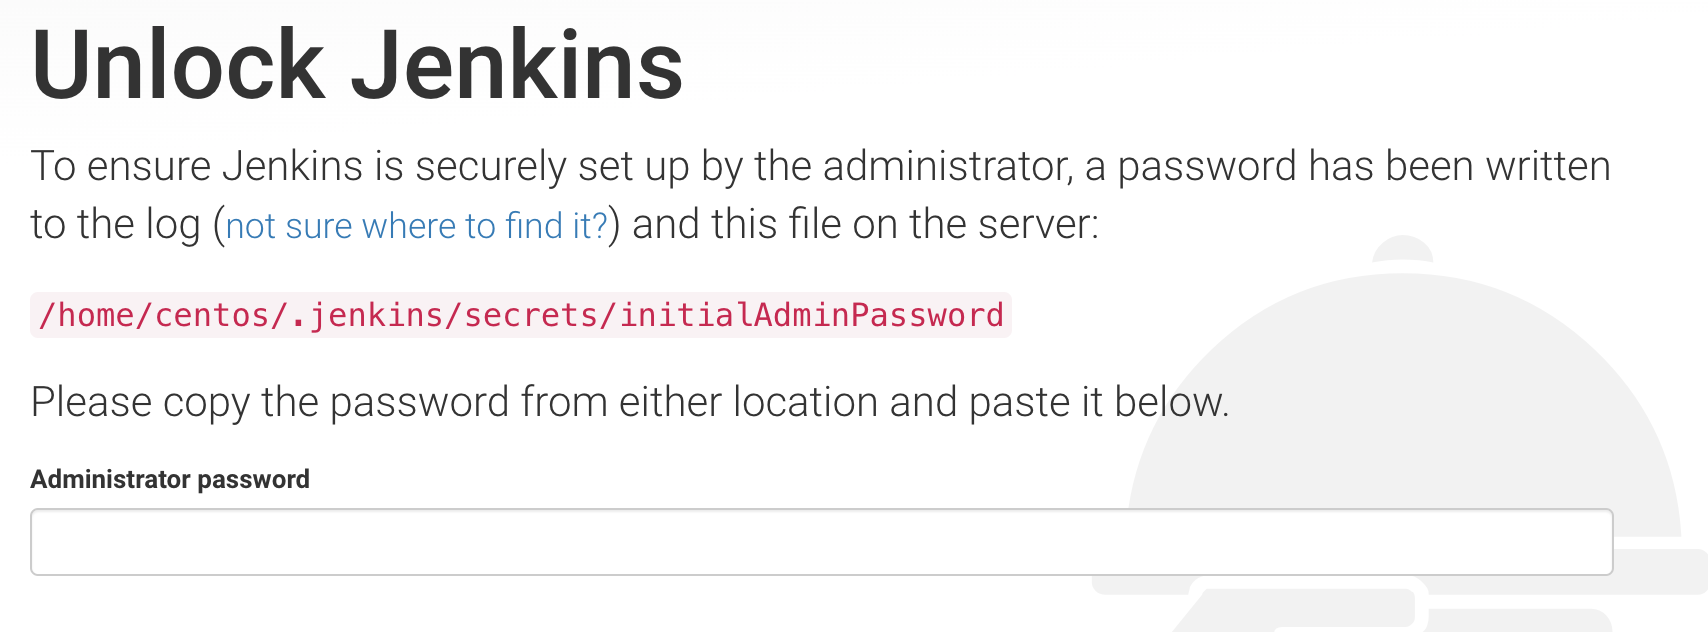 Unlock Jenkins
To ensure Jenkins is securely set up by the administrator, a password has been written
to the log (not sure where to find it?) and this file on the server:
/home/centos/.jenkins/secrets/initialAdminPassword
Please copy the password from either location and paste it below.
Administrator password